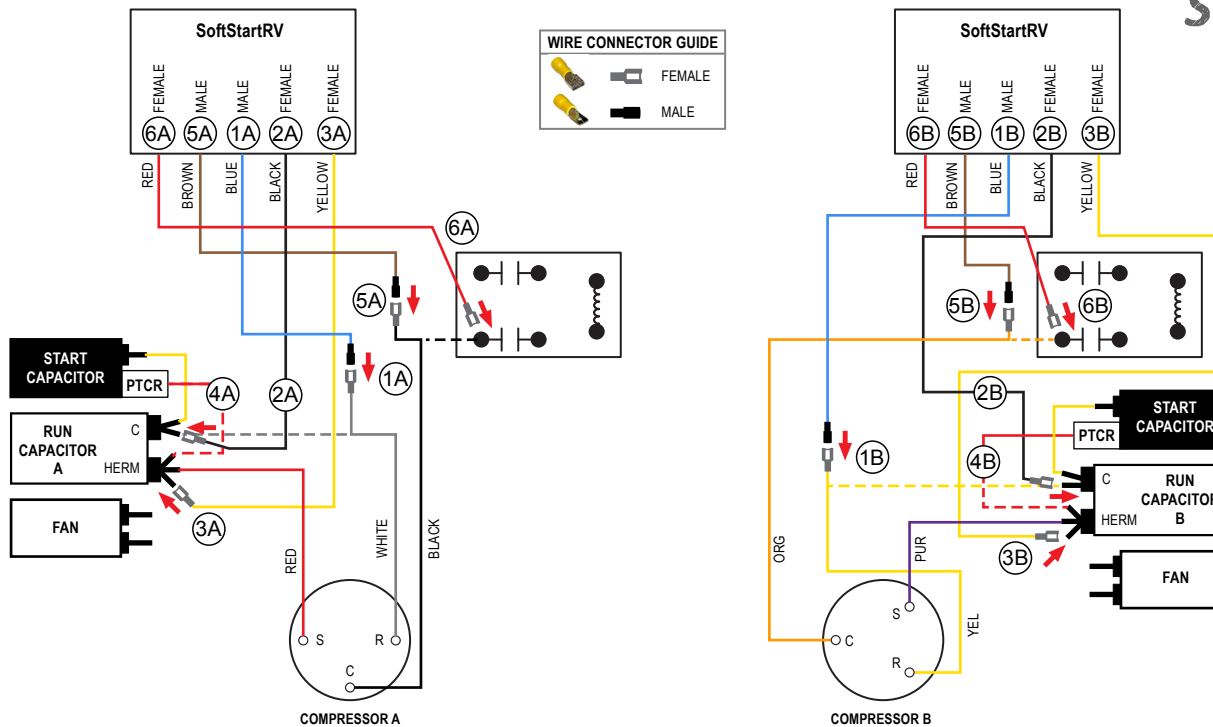 SoftStartRV
FEMALE
MALE
MALE
FEMALE
FEMALE
6A
5A
1A
2A
3A
RED
BROWN
BLUE
BLACK
YELLOW
WIRE CONNECTOR GUIDE
FEMALE
MALE
6A
5A
1A
2A
4A
3A
START
CAPACITOR
PTCR
RUN
CAPACITOR
A
C
HERM
FAN
RED
WHITE
BLACK
S
R
C
COMPRESSOR A
S
SoftStartRV
FEMALE
MALE
MALE
FEMALE
FEMALE
6B
5B
1B
2B
3B
RED
BROWN
BLUE
BLACK
YELLOW
5B
6B
2B
1B
4B
3B
START
CAPACITOR
PTCR
C
HERM
RUN
CAPACITOR
B
FAN
ORG
PUR
YEL
S
C
R
COMPRESSOR B